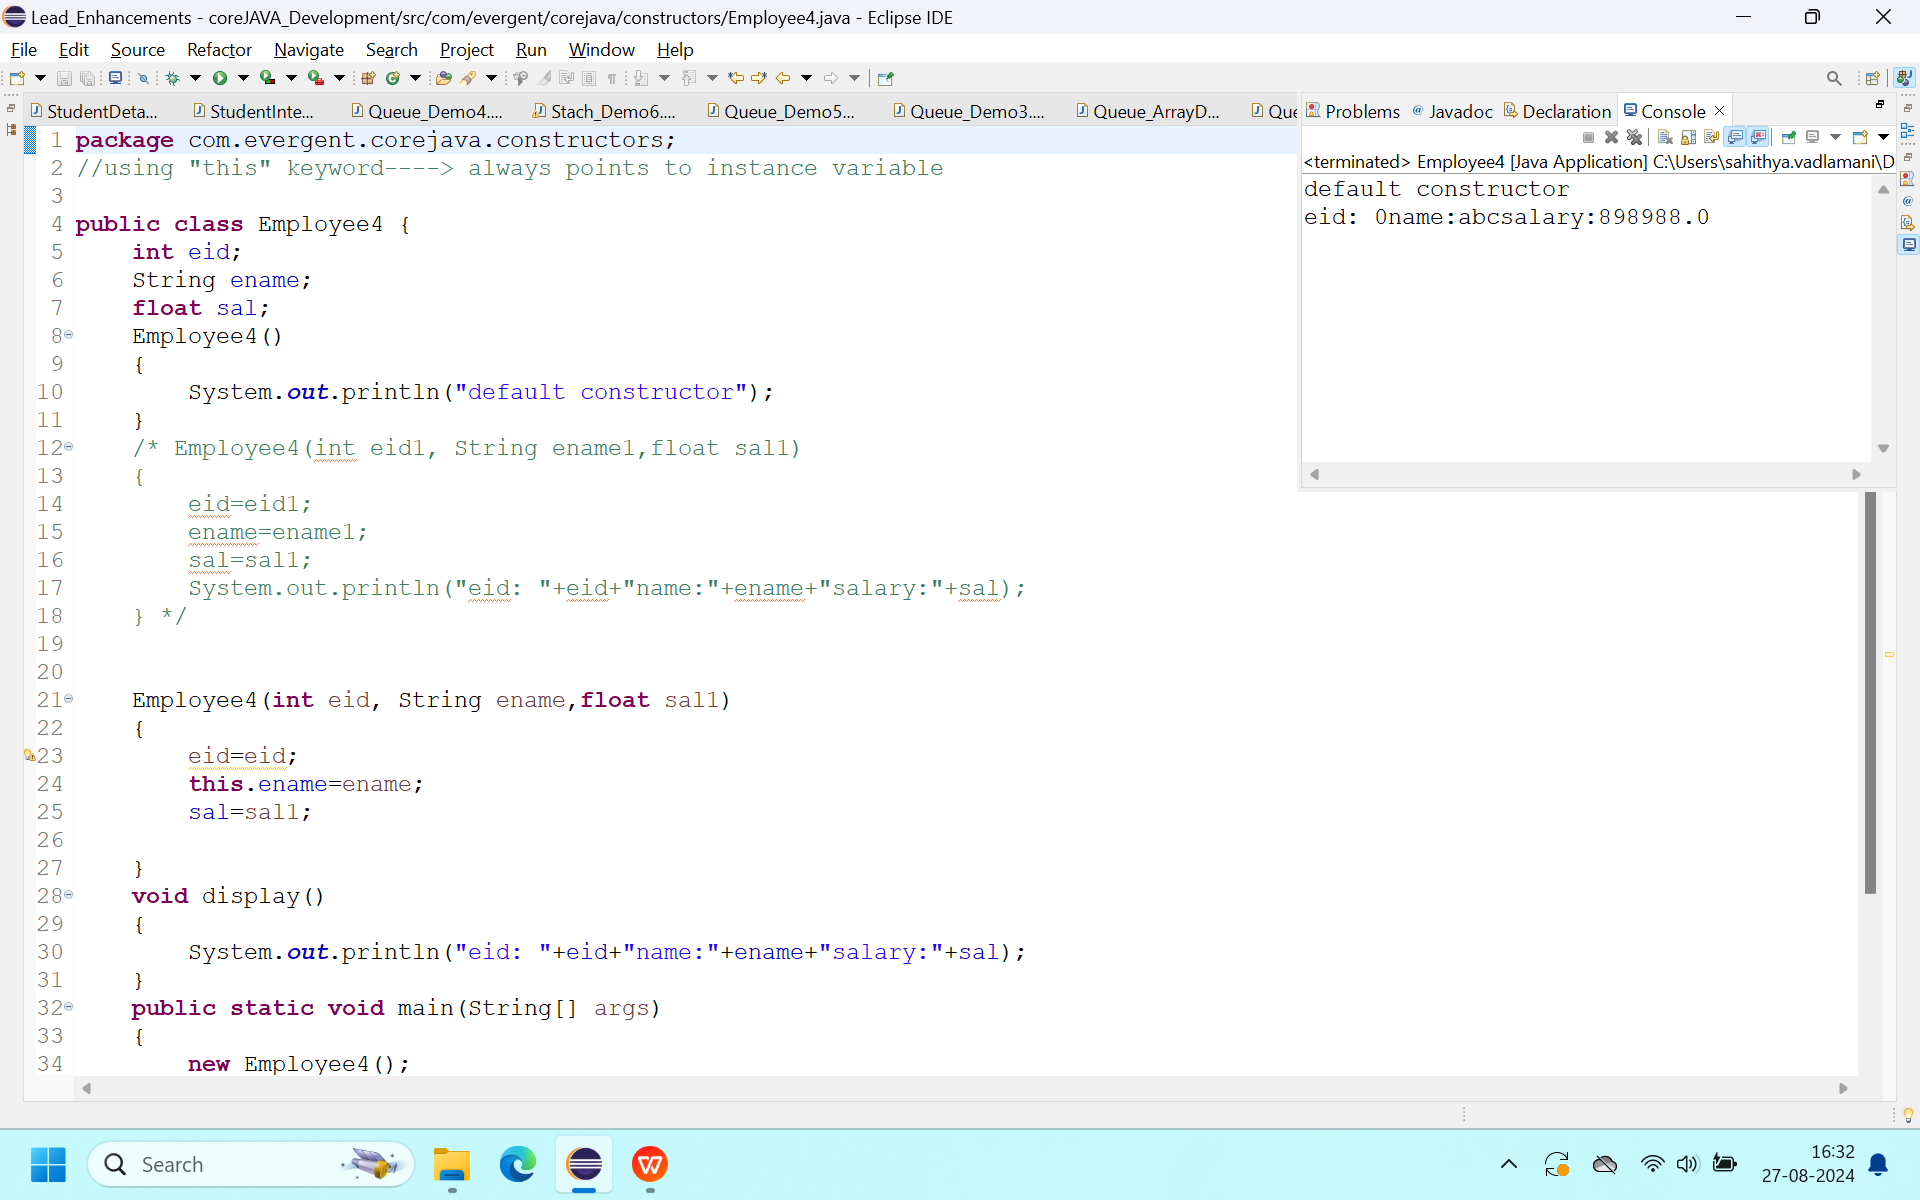 Lead_Enhancements - coreJAVA_Development/src/com/evergent/corejava/constructors/Employee4.java - Eclipse IDE
File Edit Source Refactor Navigate Search Project Run Window Help
StudentDeta... StudentInte... Queue_Demo4.... Stach_Demo6.... Queue_Demo5... Queue_Demo3.... Queue_ArrayD... Que
Problems Javadoc Declaration Console
<terminated> Employee4 [Java Application] C:\Users\sahithya.vadlamani\D
default constructor
eid: 0name:abcsalary:898988.0
1 package com.evergent.corejava.constructors;
2 //using "this" keyword----> always points to instance variable
3
4 public class Employee4 {
5 int eid;
6 String ename;
7 float sal;
8 Employee4()
9 {
10 System.out.println("default constructor");
11 }
12 /* Employee4(int eid1, String ename1,float sal1)
13 {
14 eid=eid1;
15 ename=ename1;
16 sal=sal1;
17 System.out.println("eid: "+eid+"name:"+ename+"salary:"+sal);
18 } */
19
20
21 Employee4(int eid, String ename,float sal1)
22 {
23 eid=eid;
24 this.ename=ename;
25 sal=sal1;
26
27 }
28 void display()
29 {
30 System.out.println("eid: "+eid+"name:"+ename+"salary:"+sal);
31 }
32 public static void main(String[] args)
33 {
34 new Employee4();
Search
16:32
27-08-2024